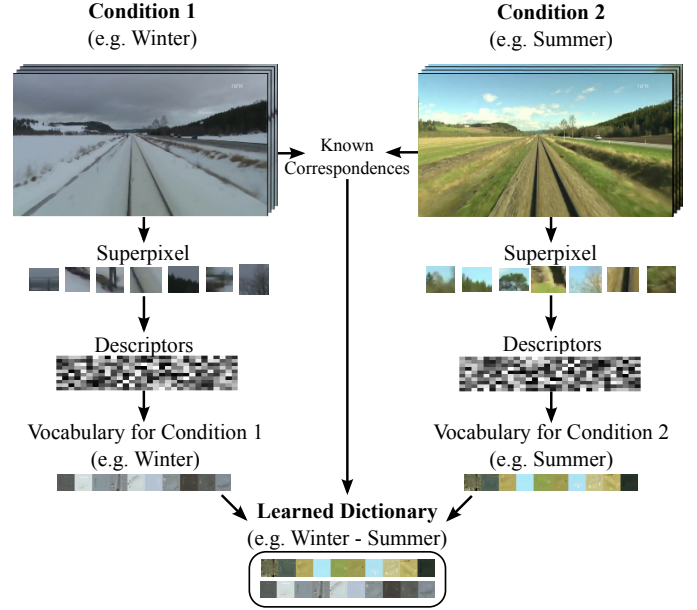 Condition 1
(e.g. Winter)
Condition 2
(e.g. Summer)
Known
Correspondences
Superpixel
Superpixel
Descriptors
Descriptors
Vocabulary for Condition 1
(e.g. Winter)
Vocabulary for Condition 2
(e.g. Summer)
Learned Dictionary
(e.g. Winter - Summer)